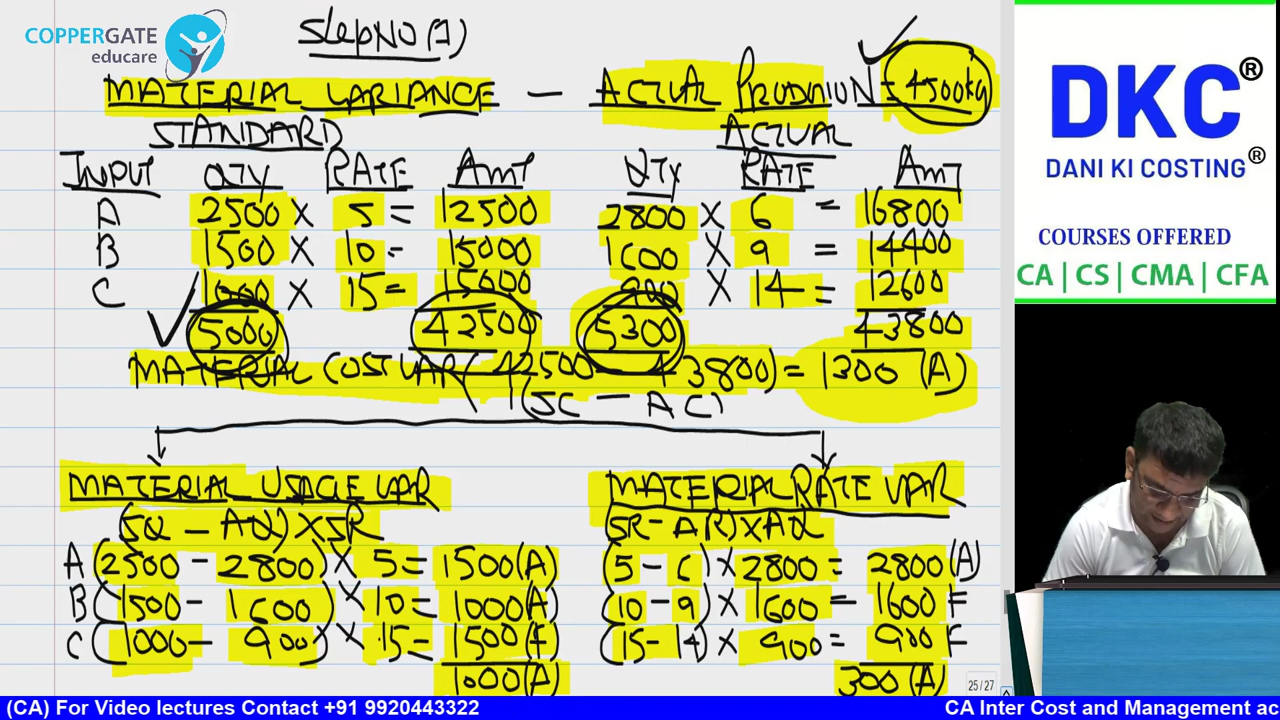 COPPERGATE
educare
Step NO (1)
MATERIAL VARIANCE — ACTUAL PRODUCTION = 4500kg
STANDARD ACTUAL
INPUT QTY RATE Amt QTY RATE Amt
A 2500 X 5 = 12500 2800 X 6 = 16800
B 1500 X 10 = 15000 1600 X 9 = 14400
C 1000 X 15 = 15000 900 X 14 = 12600
5000 42500 5300 43800
MATERIAL COST VAR (42500 – 43800) = 1300 (A)
(SC – AC)
MATERIAL USAGE VAR MATERIAL RATE VAR
(SQ – AQ) X SR (SR – AR) X AQ
A (2500 – 2800) X 5 = 1500 (A) (5 – 6) X 2800 = 2800 (A)
B (1500 – 1600) X 10 = 1000 (A) (10 – 9) X 1600 = 1600 F
C (1000 – 900) X 15 = 1500 (F) (15 – 14) X 900 = 900 F
1000 (A) 300 (A)
25 / 27
DKC®
DANI KI COSTING®
COURSES OFFERED
CA | CS | CMA | CFA
(CA) For Video lectures Contact +91 9920443322 CA Inter Cost and Management ac